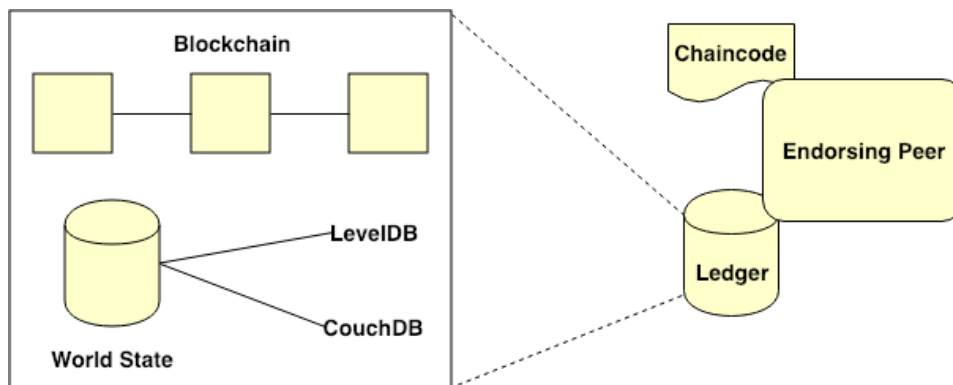 Blockchain
LevelDB
CouchDB
World State
Chaincode
Endorsing Peer
Ledger